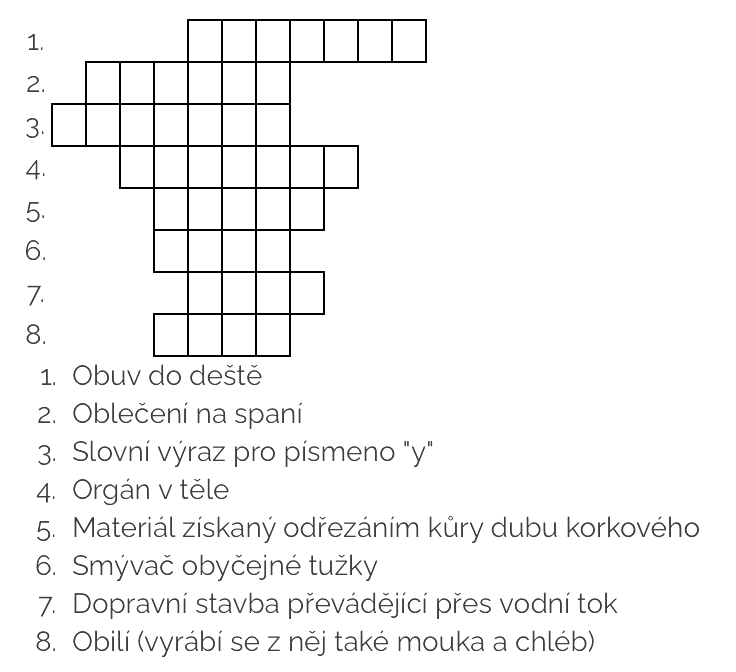 1.
2.
3.
4.
5.
6.
7.
8.
1. Obuv do deště
2. Oblečení na spaní
3. Slovní výraz pro písmeno "y"
4. Orgán v těle
5. Materiál získaný odřezáním kůry dubu korkového
6. Smývač obyčejné tužky
7. Dopravní stavba převádějící přes vodní tok
8. Obilí (vyrábí se z něj také mouka a chléb)